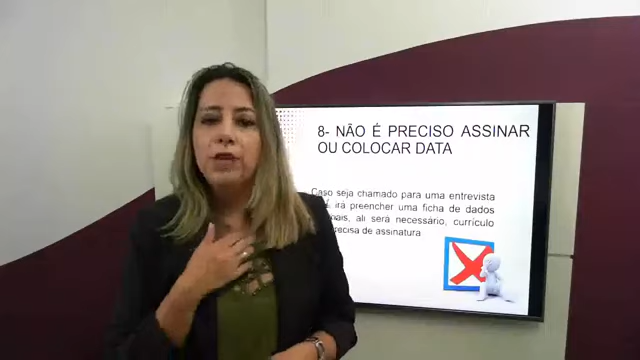 8- NÃO É PRECISO ASSINAR
OU COLOCAR DATA
Caso seja chamado para uma entrevista
irá preencher uma ficha de dados
ali será necessário, currículo
precisa de assinatura